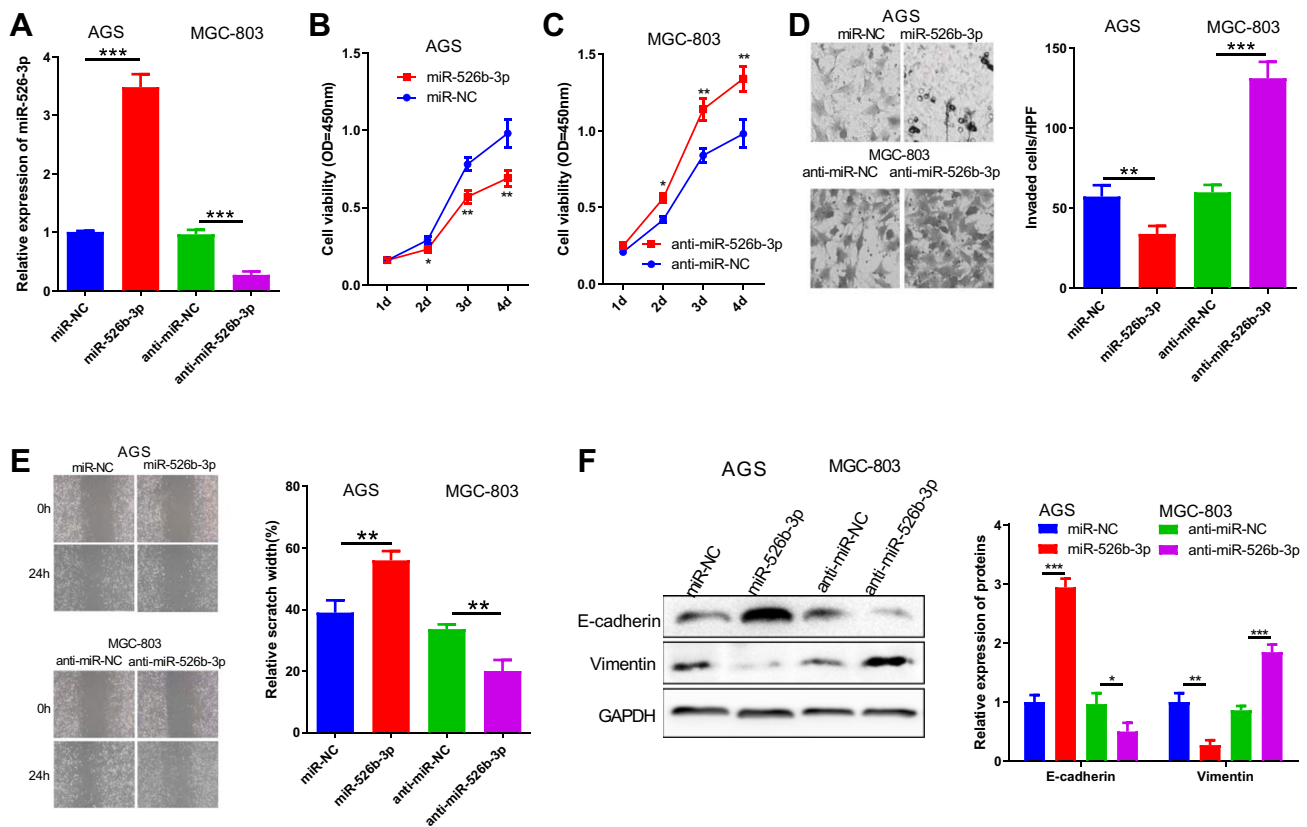 A
AGS
MGC-803
Relative expression of miR-526-3p
4
3
2
1
0
***
***
miR-NC
miR-526b-3p
anti-miR-NC
anti-miR-526b-3p
B
AGS
miR-526b-3p
miR-NC
Cell viability (OD=450nm)
1.5
1.0
0.5
0.0
*
**
**
1d
2d
3d
4d
C
MGC-803
Cell viability (OD=450nm)
1.5
1.0
0.5
0.0
*
**
**
anti-miR-526b-3p
anti-miR-NC
1d
2d
3d
4d
D
AGS
miR-NC
miR-526b-3p
MGC-803
anti-miR-NC
anti-miR-526b-3p
AGS
MGC-803
Invaded cells/HPF
150
100
50
0
**
***
miR-NC
miR-526b-3p
anti-miR-NC
anti-miR-526b-3p
E
AGS
miR-NC
miR-526b-3p
0h
24h
MGC-803
anti-miR-NC
anti-miR-526b-3p
0h
24h
AGS
MGC-803
Relative scratch width(%)
80
60
40
20
0
**
**
miR-NC
miR-526b-3p
anti-miR-NC
anti-miR-526b-3p
F
AGS
MGC-803
miR-NC
miR-526b-3p
anti-miR-NC
anti-miR-526b-3p
E-cadherin
Vimentin
GAPDH
AGS
MGC-803
miR-NC
anti-miR-NC
miR-526b-3p
anti-miR-526b-3p
Relative expression of proteins
4
3
2
1
0
***
*
**
***
E-cadherin
Vimentin